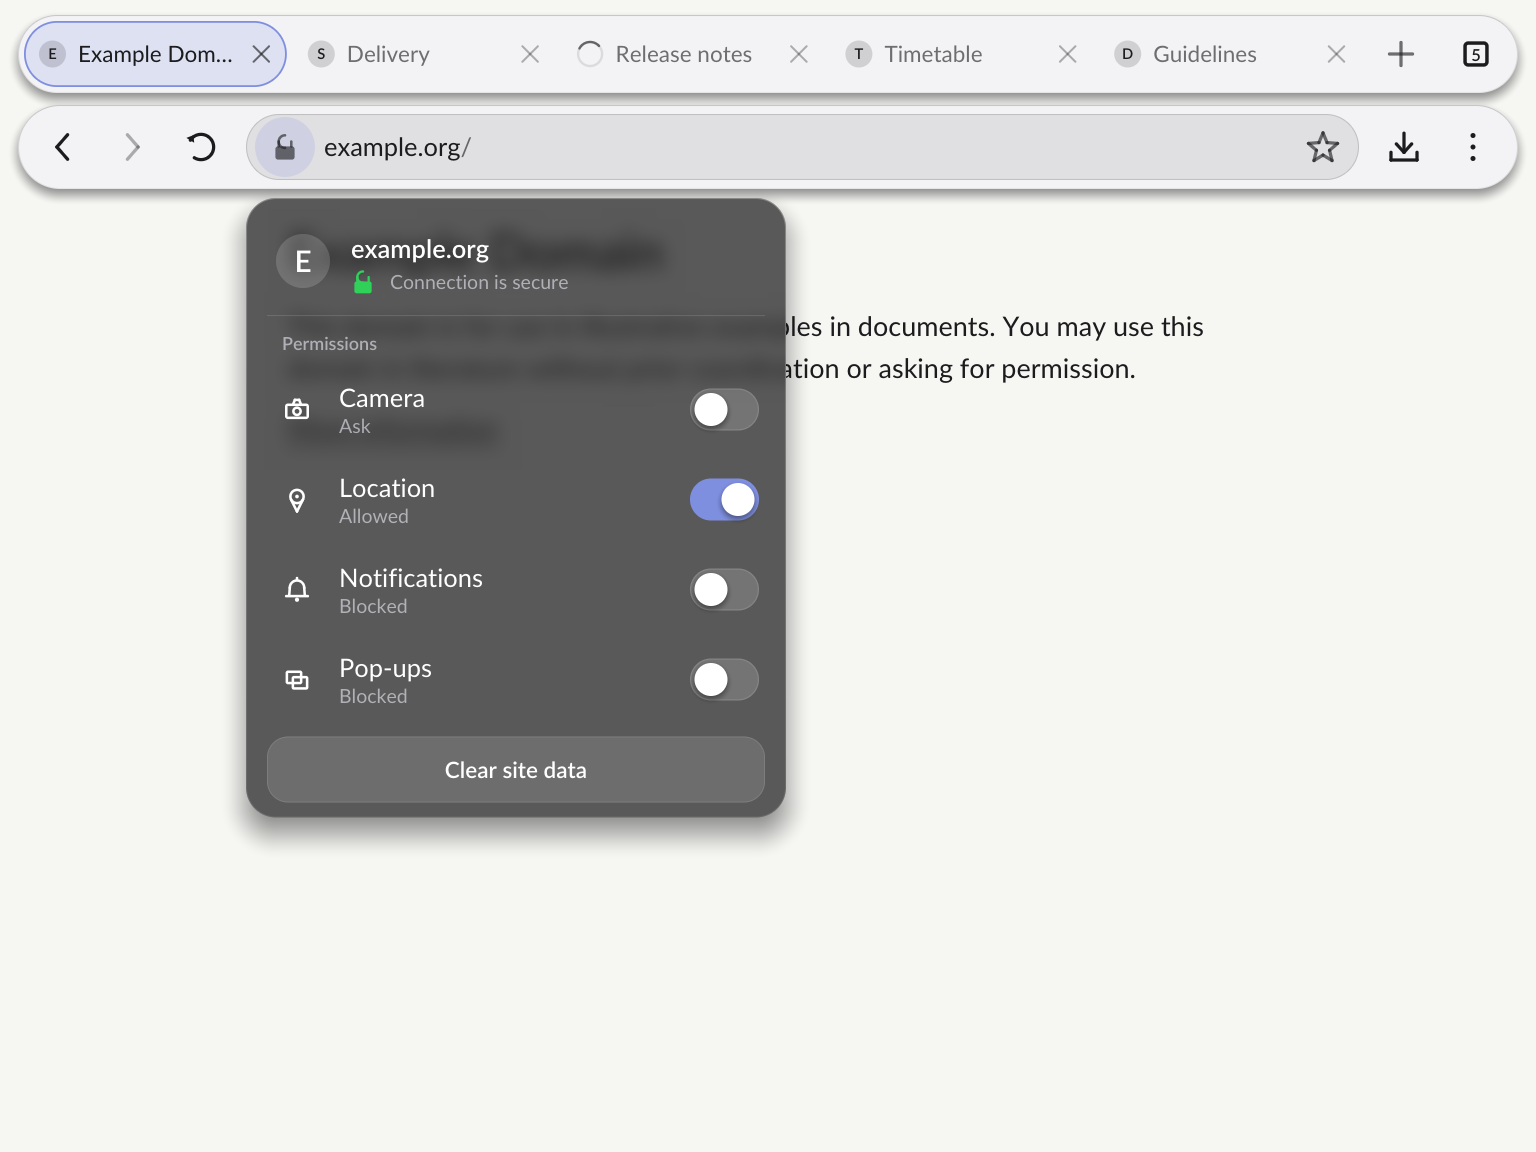 E Example Dom...
S Delivery
Release notes
T Timetable
D Guidelines
5
example.org/
E
example.org
Connection is secure
Permissions
Camera
Ask
Location
Allowed
Notifications
Blocked
Pop-ups
Blocked
Clear site data
Domain
les in documents. You may use this
ation or asking for permission.